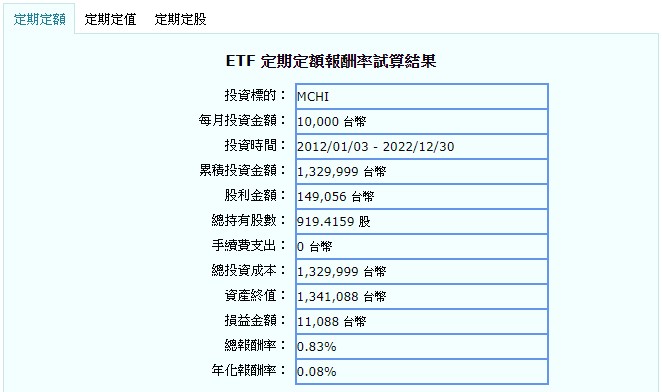 定期定額 定期定值 定期定股
ETF 定期定額報酬率試算結果
投資標的： MCHI
每月投資金額： 10,000 台幣
投資時間： 2012/01/03 - 2022/12/30
累積投資金額： 1,329,999 台幣
股利金額： 149,056 台幣
總持有股數： 919.4159 股
手續費支出： 0 台幣
總投資成本： 1,329,999 台幣
資產終值： 1,341,088 台幣
損益金額： 11,088 台幣
總報酬率： 0.83%
年化報酬率： 0.08%